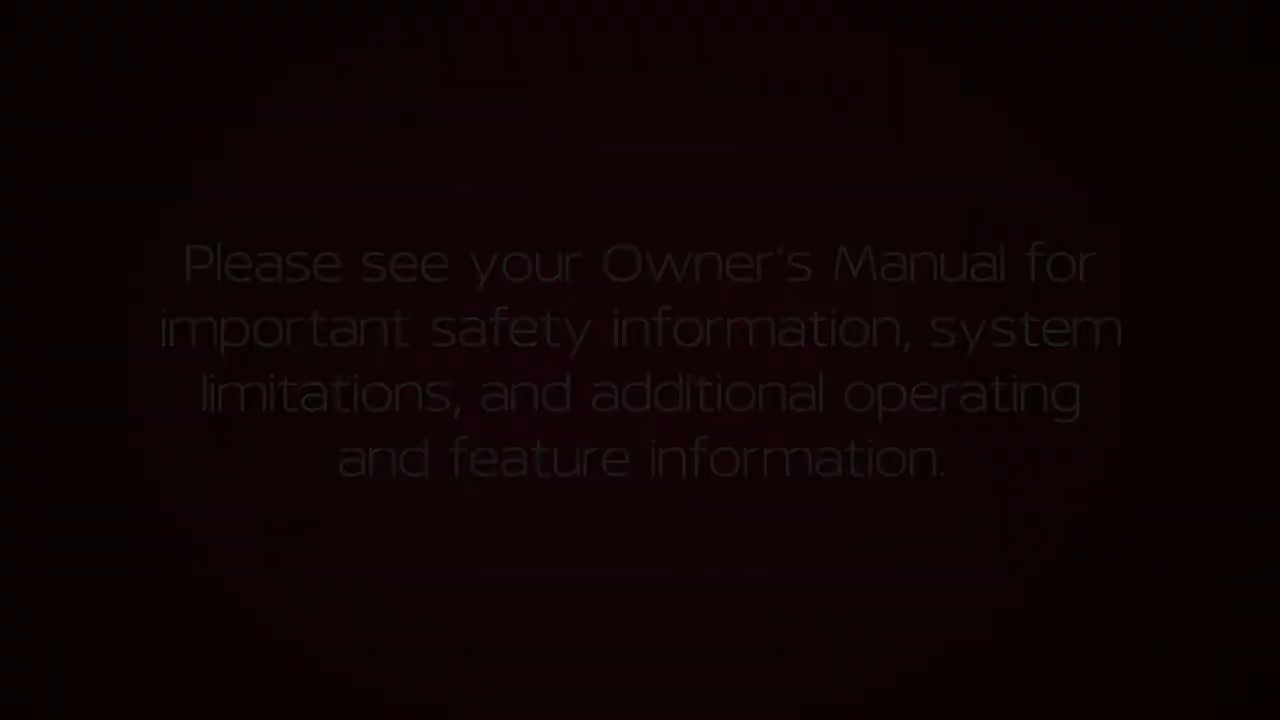 Please see your Owner's Manual for
important safety information, system
limitations, and additional operating
and feature information.